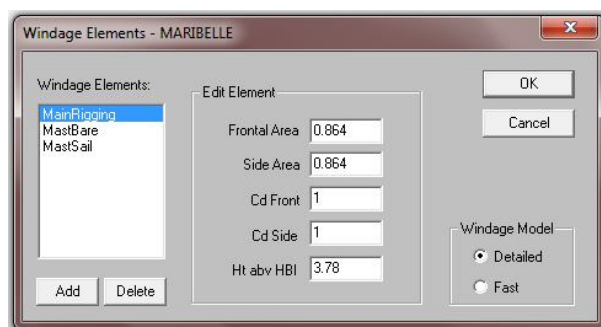 Windage Elements - MARIBELLE
Windage Elements:
MainRigging
MastBare
MastSail
Add
Delete
Edit Element
Frontal Area 0.864
Side Area 0.864
Cd Front 1
Cd Side 1
Ht abv HBI 3.78
OK
Cancel
Windage Model
Detailed
Fast